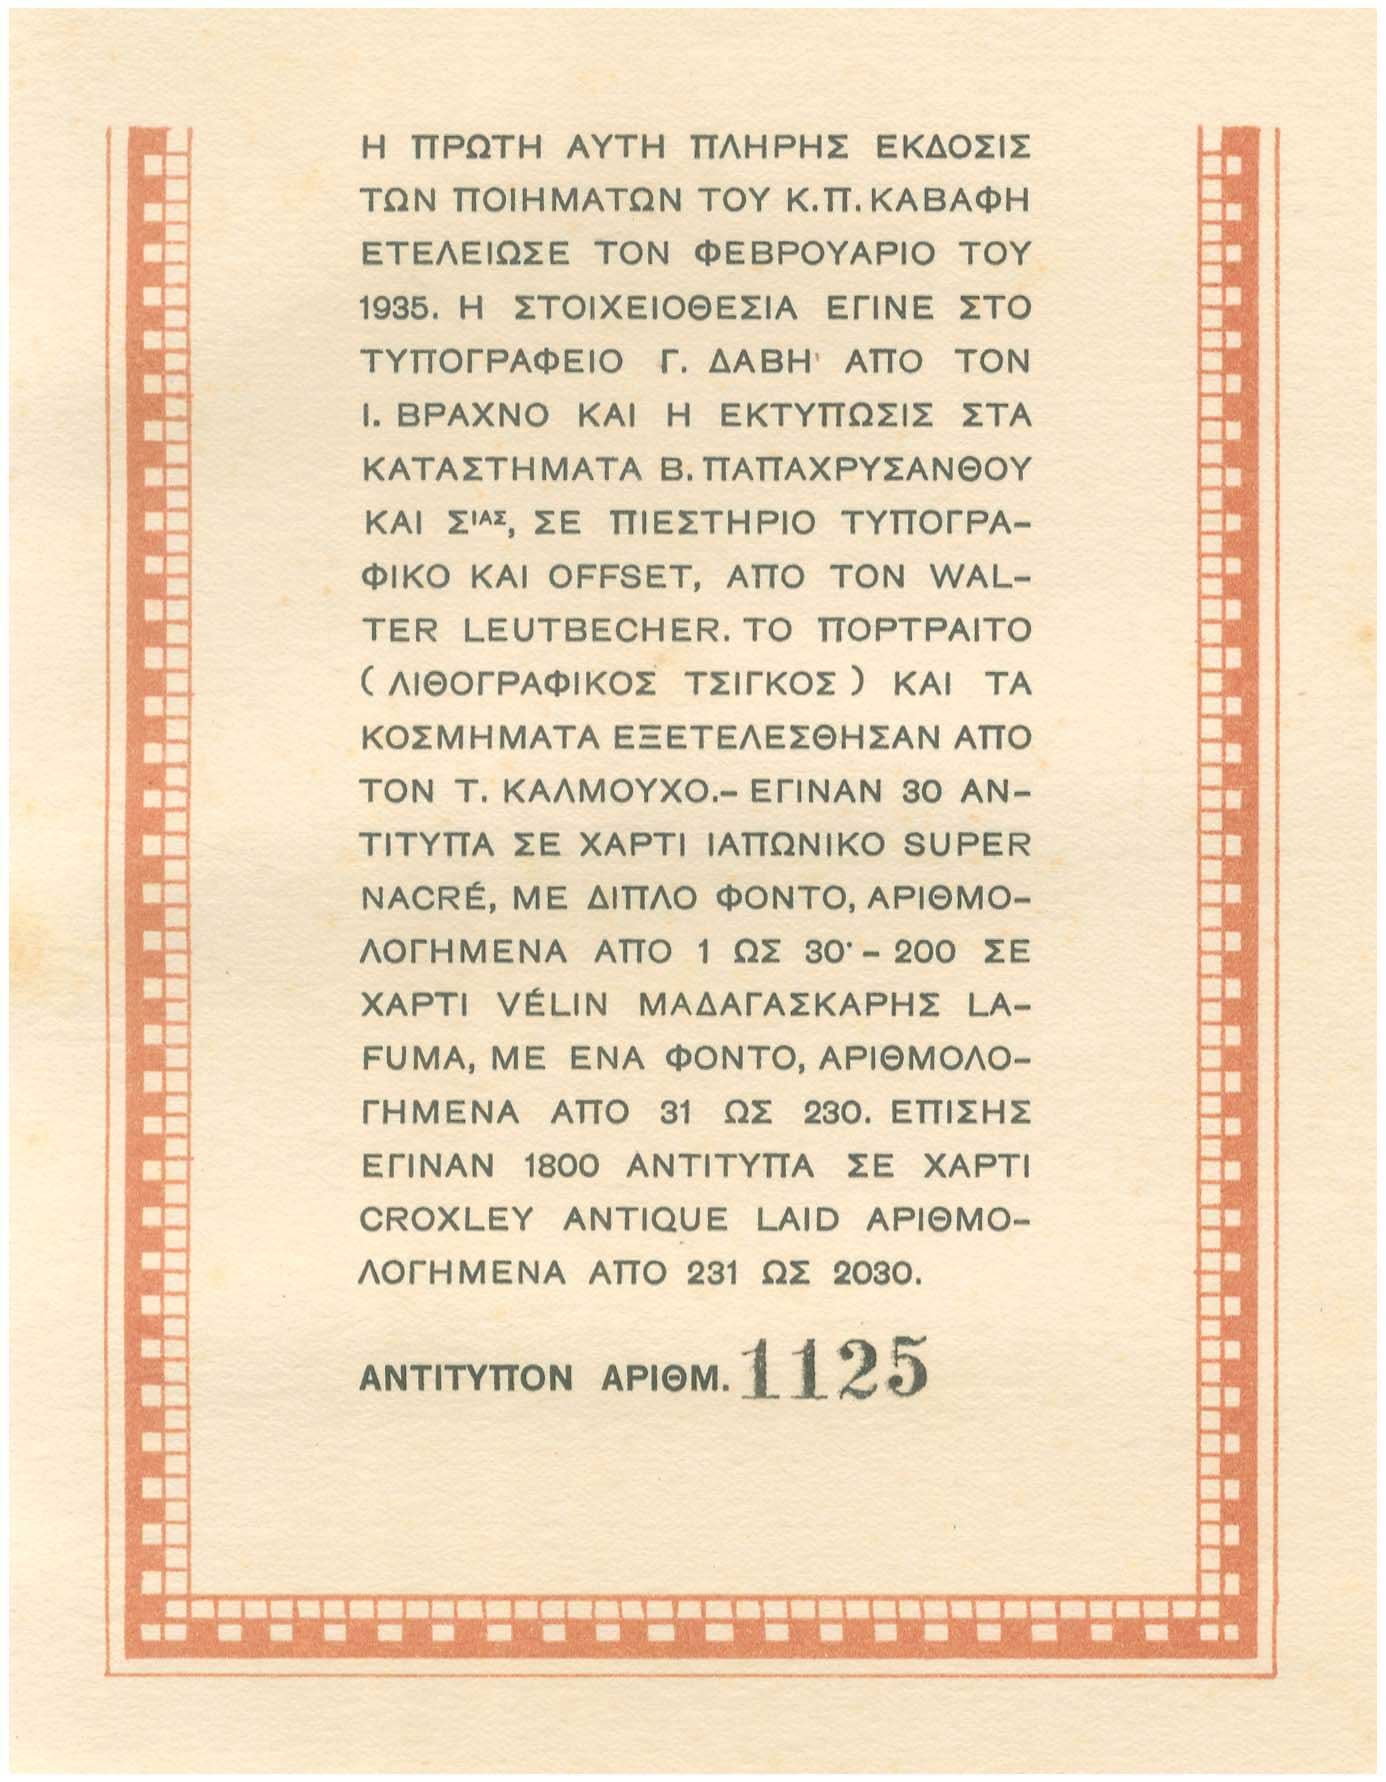 Η ΠΡΩΤΗ ΑΥΤΗ ΠΛΗΡΗΣ ΕΚΔΟΣΙΣ
ΤΩΝ ΠΟΙΗΜΑΤΩΝ ΤΟΥ Κ.Π. ΚΑΒΑΦΗ
ΕΤΕΛΕΙΩΣΕ ΤΟΝ ΦΕΒΡΟΥΑΡΙΟ ΤΟΥ
1935. Η ΣΤΟΙΧΕΙΟΘΕΣΙΑ ΕΓΙΝΕ ΣΤΟ
ΤΥΠΟΓΡΑΦΕΙΟ Γ. ΔΑΒΗ ΑΠΟ ΤΟΝ
Ι. ΒΡΑΧΝΟ ΚΑΙ Η ΕΚΤΥΠΩΣΙΣ ΣΤΑ
ΚΑΤΑΣΤΗΜΑΤΑ Β. ΠΑΠΑΧΡΥΣΑΝΘΟΥ
ΚΑΙ ΣᴵᴬΣ, ΣΕ ΠΙΕΣΤΗΡΙΟ ΤΥΠΟΓΡΑ-
ΦΙΚΟ ΚΑΙ OFFSET, ΑΠΟ ΤΟΝ WAL-
TER LEUTBECHER. ΤΟ ΠΟΡΤΡΑΙΤΟ
( ΛΙΘΟΓΡΑΦΙΚΟΣ ΤΣΙΓΚΟΣ ) ΚΑΙ ΤΑ
ΚΟΣΜΗΜΑΤΑ ΕΞΕΤΕΛΕΣΘΗΣΑΝ ΑΠΟ
ΤΟΝ Τ. ΚΑΛΜΟΥΧΟ.- ΕΓΙΝΑΝ 30 ΑΝ-
ΤΙΤΥΠΑ ΣΕ ΧΑΡΤΙ ΙΑΠΩΝΙΚΟ SUPER
NACRÉ, ΜΕ ΔΙΠΛΟ ΦΟΝΤΟ, ΑΡΙΘΜΟ-
ΛΟΓΗΜΕΝΑ ΑΠΟ 1 ΩΣ 30· - 200 ΣΕ
ΧΑΡΤΙ VÉLIN ΜΑΔΑΓΑΣΚΑΡΗΣ LA-
FUMA, ΜΕ ΕΝΑ ΦΟΝΤΟ, ΑΡΙΘΜΟΛΟ-
ΓΗΜΕΝΑ ΑΠΟ 31 ΩΣ 230. ΕΠΙΣΗΣ
ΕΓΙΝΑΝ 1800 ΑΝΤΙΤΥΠΑ ΣΕ ΧΑΡΤΙ
CROXLEY ANTIQUE LAID ΑΡΙΘΜΟ-
ΛΟΓΗΜΕΝΑ ΑΠΟ 231 ΩΣ 2030.
ΑΝΤΙΤΥΠΟΝ ΑΡΙΘΜ. 1125